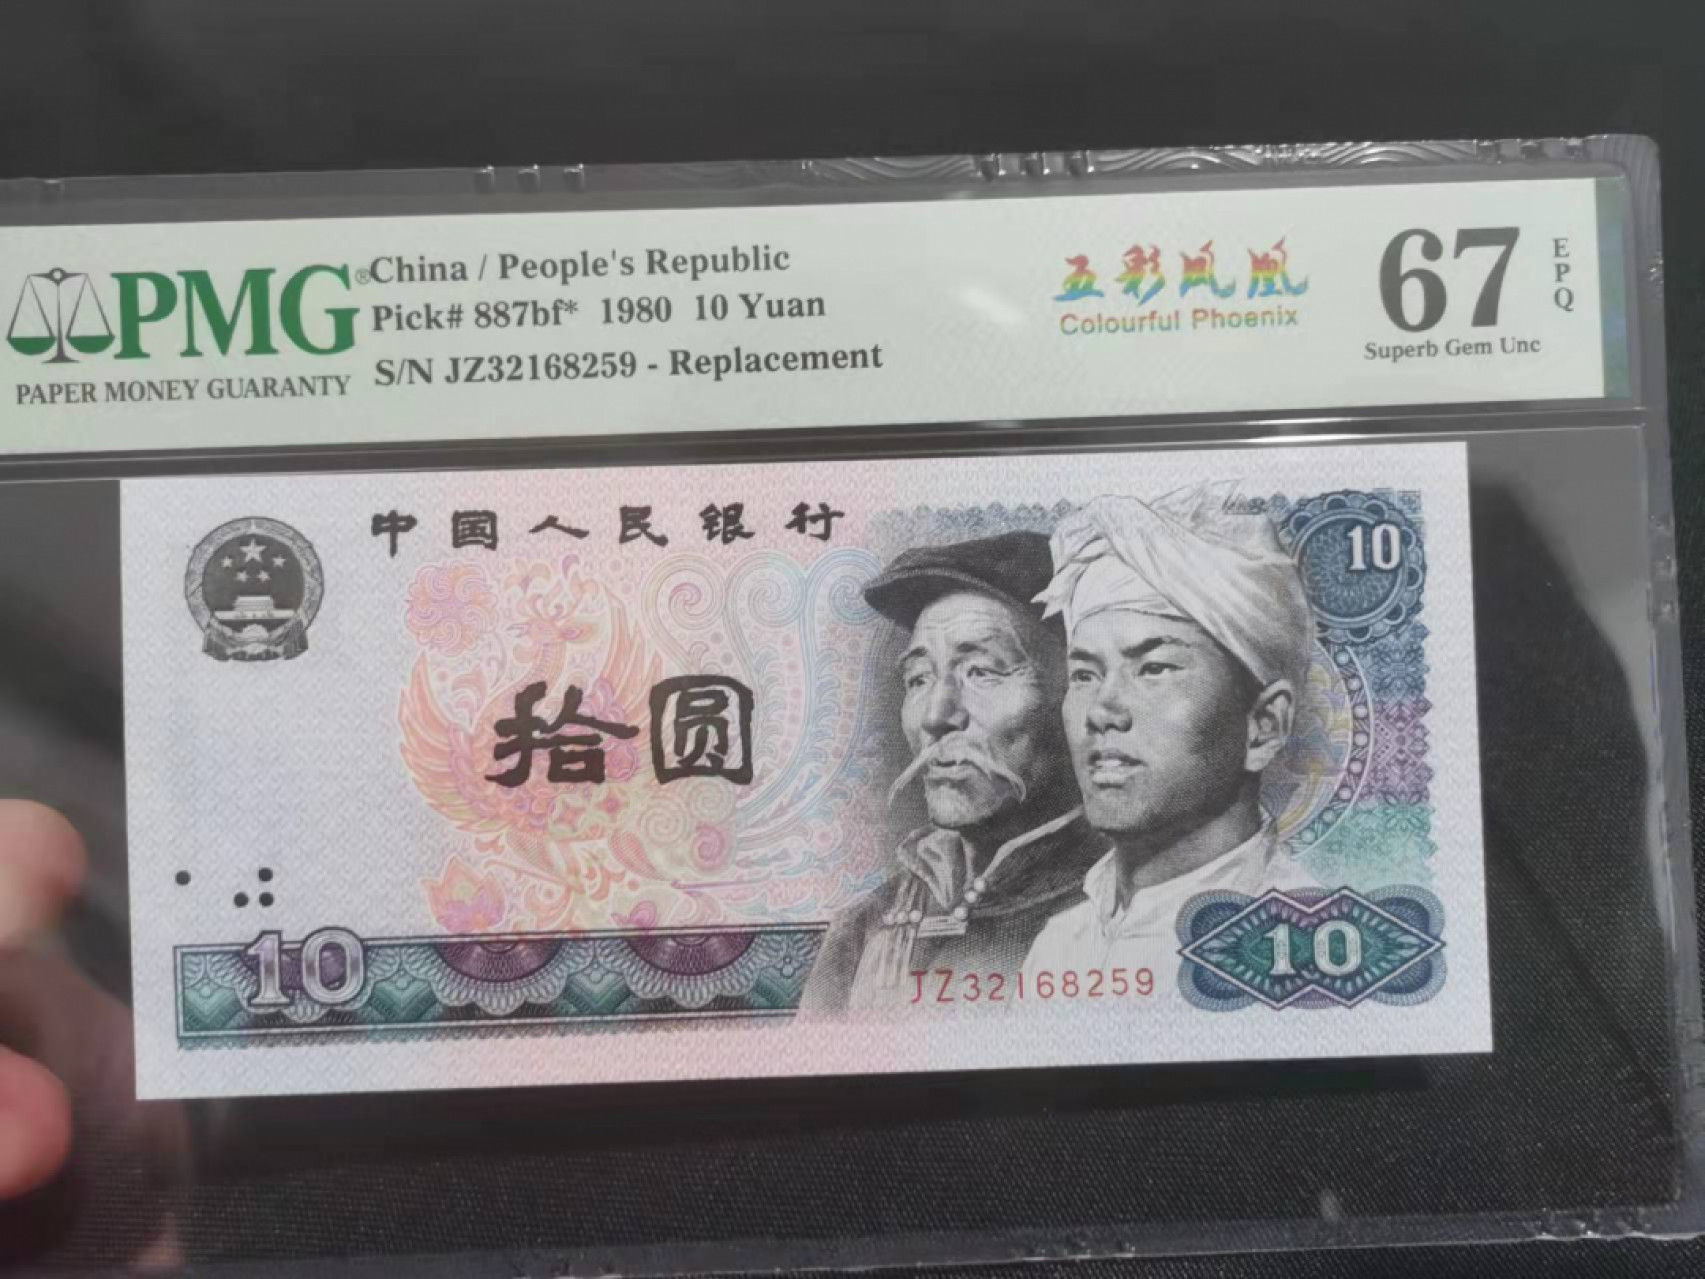 PMG®
PAPER MONEY GUARANTY
China / People's Republic
Pick# 887bf* 1980 10 Yuan
S/N JZ32168259 - Replacement
五彩凤凰
Colourful Phoenix
67
EPQ
Superb Gem Unc
中国人民银行
10
拾圆
10
JZ32168259
10